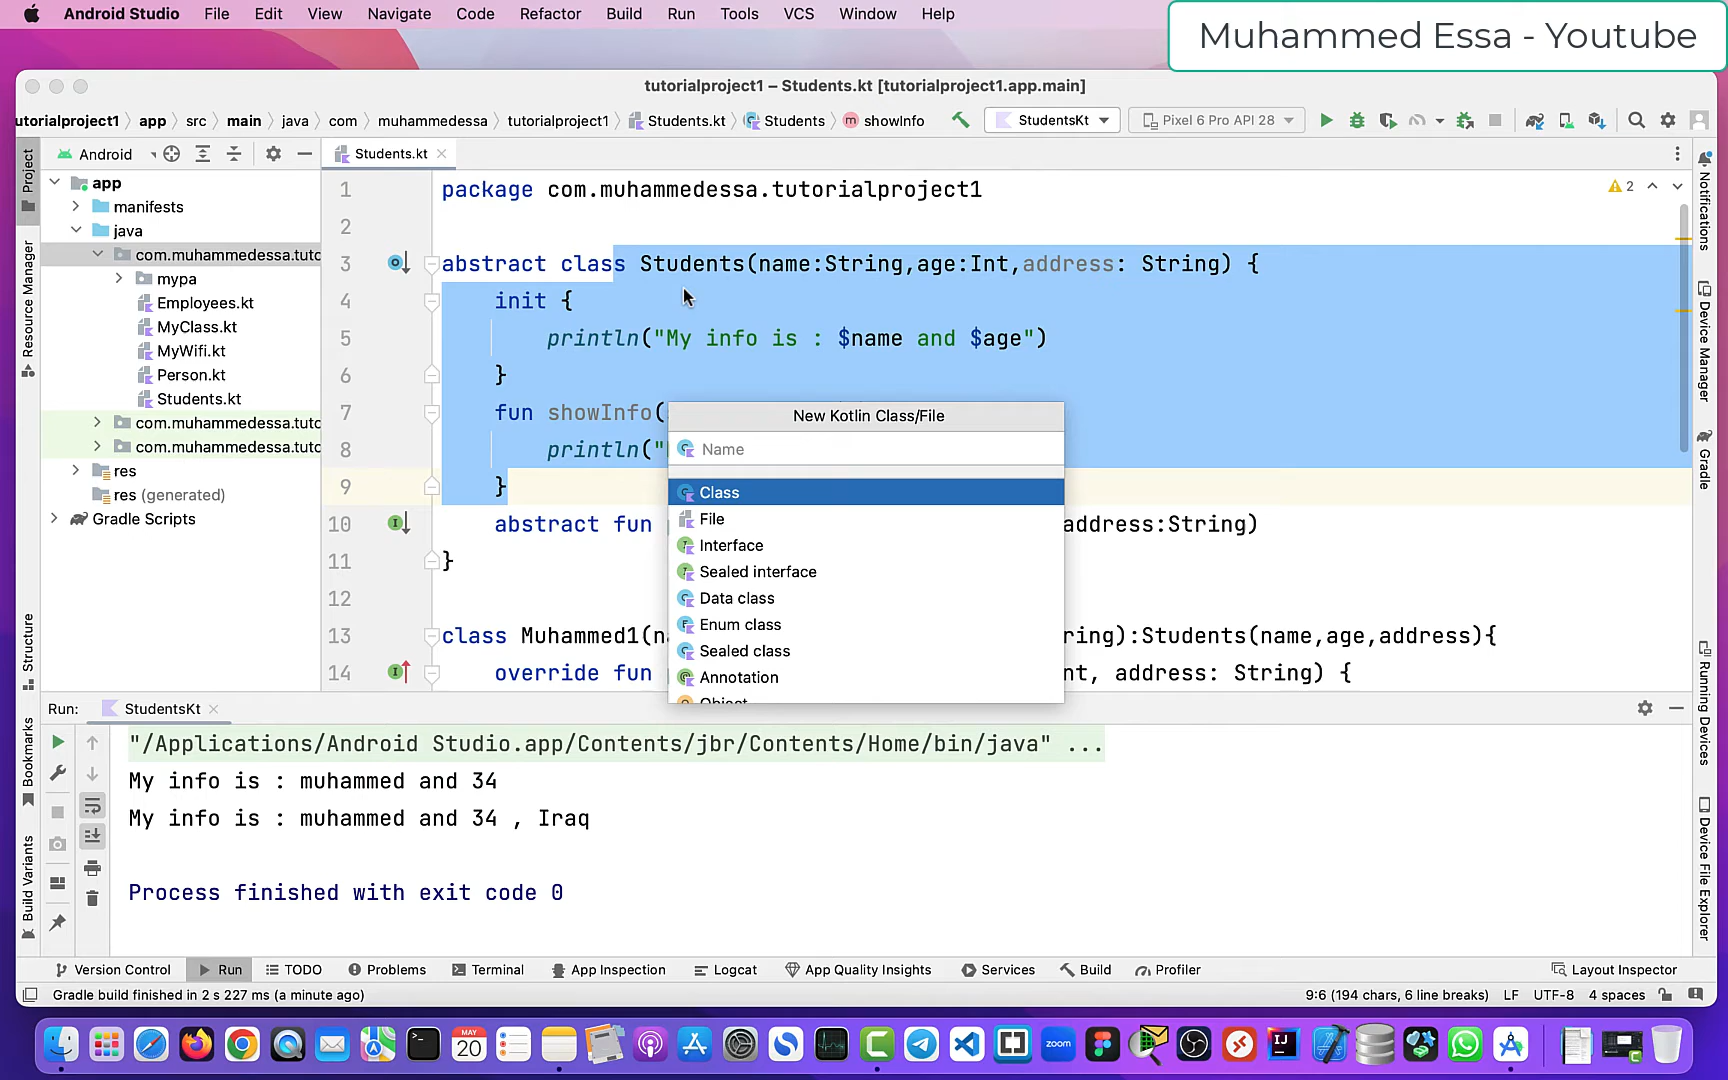 Android Studio File Edit View Navigate Code Refactor Build Run Tools VCS Window Help
Muhammed Essa - Youtube
tutorialproject1 – Students.kt [tutorialproject1.app.main]
utorialproject1 app src main java com muhammedessa tutorialproject1 Students.kt Students showInfo StudentsKt Pixel 6 Pro API 28
Project
Android
Students.kt
Notifications
app
manifests
java
com.muhammedessa.tuto
mypa
Employees.kt
MyClass.kt
MyWifi.kt
Person.kt
Students.kt
com.muhammedessa.tuto
com.muhammedessa.tuto
res
res (generated)
Gradle Scripts
Resource Manager
Structure
Bookmarks
Build Variants
1 package com.muhammedessa.tutorialproject1
2
2
3 abstract class Students(name:String,age:Int,address: String) {
4 init {
5 println("My info is : $name and $age")
6 }
7 fun showInfo(
8 println("
9 }
10 abstract fun address:String)
11 }
12
13 class Muhammed1(n ring):Students(name,age,address){
14 override fun nt, address: String) {
New Kotlin Class/File
Name
Class
File
Interface
Sealed interface
Data class
Enum class
Sealed class
Annotation
Object
Device Manager
Gradle
Running Devices
Device File Explorer
Run: StudentsKt
"/Applications/Android Studio.app/Contents/jbr/Contents/Home/bin/java" ...
My info is : muhammed and 34
My info is : muhammed and 34 , Iraq
Process finished with exit code 0
Version Control Run TODO Problems Terminal App Inspection Logcat App Quality Insights Services Build Profiler Layout Inspector
Gradle build finished in 2 s 227 ms (a minute ago) 9:6 (194 chars, 6 line breaks) LF UTF-8 4 spaces
MAY
20
zoom
IJ